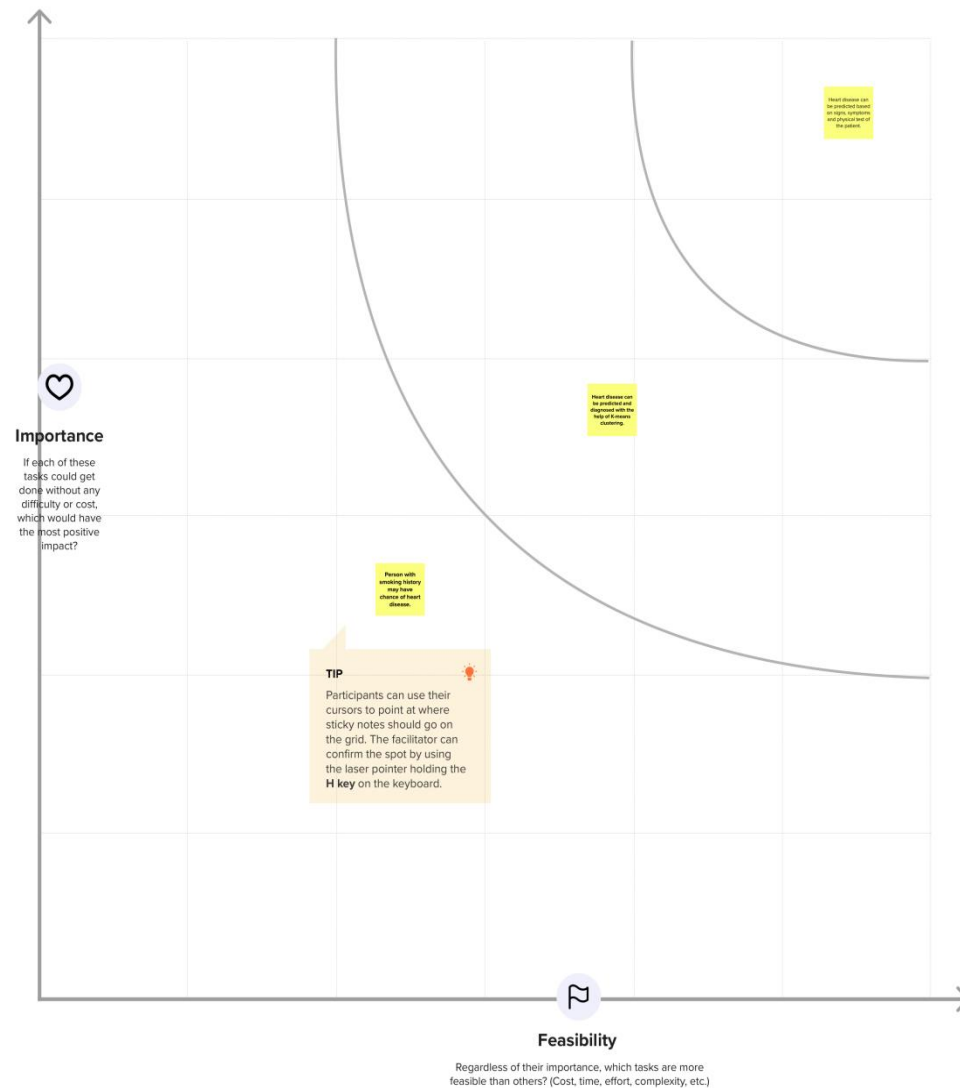 Heart disease can
be predicted based
on signs, symptoms
and physical test of
the patient
Heart disease can
be predicted and
diagnosed with the
help of K-means
clustering.
Importance
If each of these
tasks could get
done without any
difficulty or cost,
which would have
the most positive
impact?
Person with
smoking history
may have
chance of heart
disease.
TIP
Participants can use their
cursors to point at where
sticky notes should go on
the grid. The facilitator can
confirm the spot by using
the laser pointer holding the
H key on the keyboard.
Feasibility
Regardless of their importance, which tasks are more
feasible than others? (Cost, time, effort, complexity, etc.)